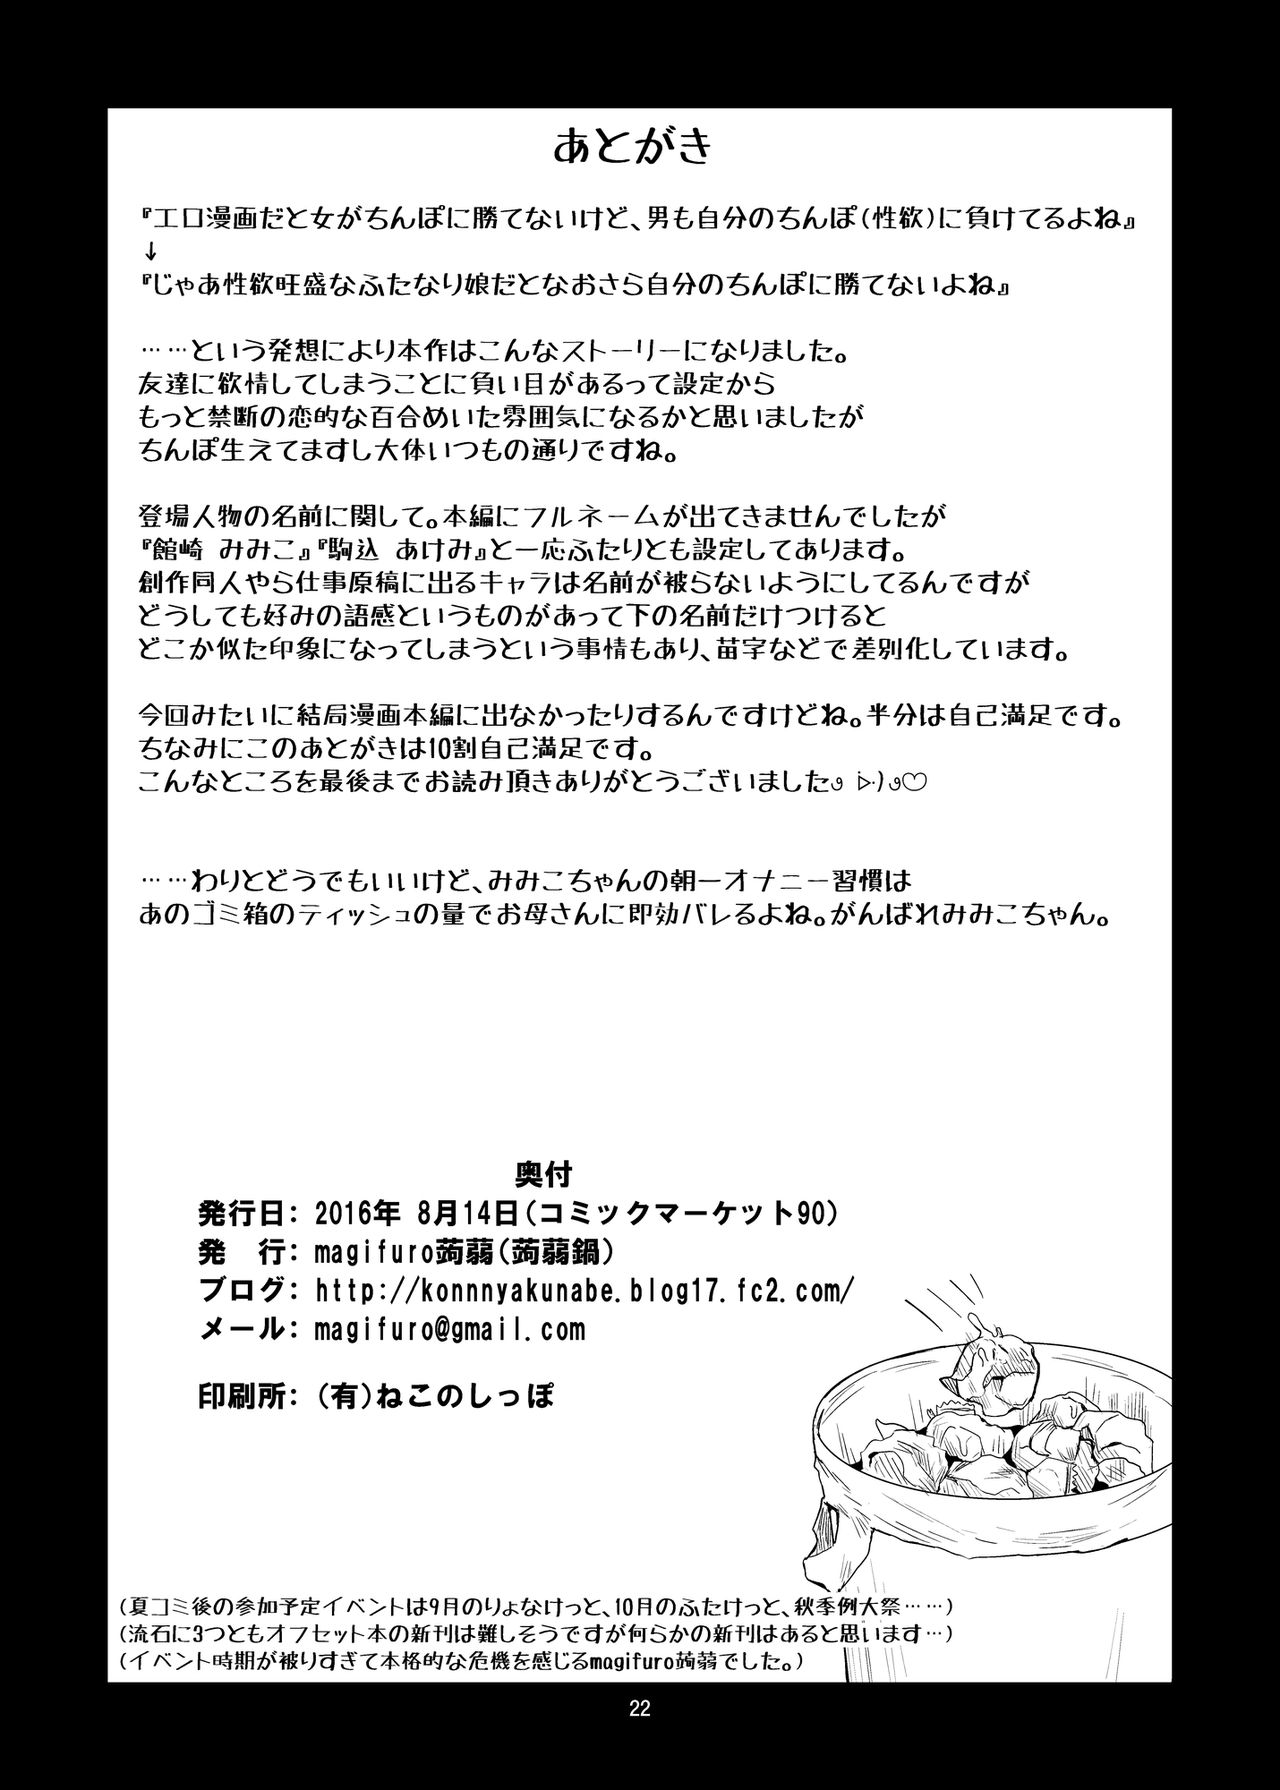 あとがき
『エロ漫画だと女がちんぽに勝てないけど、男も自分のちんぽ(性欲)に負けてるよね』
↓
『じゃあ性欲旺盛なふたなり娘だとなおさら自分のちんぽに勝てないよね』
……という発想により本作はこんなストーリーになりました。
友達に欲情してしまうことに負い目があるって設定から
もっと禁断の恋的な百合めいた雰囲気になるかと思いましたが
ちんぽ生えてますし大体いつもの通りですね。
登場人物の名前に関して。本編にフルネームが出てきませんでしたが
『館崎 みみこ』『駒込 あけみ』と一応ふたりとも設定してあります。
創作同人やら仕事原稿に出るキャラは名前が被らないようにしてるんですが
どうしても好みの語感というものがあって下の名前だけつけると
どこか似た印象になってしまうという事情もあり、苗字などで差別化しています。
今回みたいに結局漫画本編に出なかったりするんですけどね。半分は自己満足です。
ちなみにこのあとがきは10割自己満足です。
こんなところを最後までお読み頂きありがとうございました
……わりとどうでもいいけど、みみこちゃんの朝一オナニー習慣は
あのゴミ箱のティッシュの量でお母さんに即効バレるよね。がんばれみみこちゃん。
奥付
発行日: 2016年 8月14日(コミックマーケット90)
発　行: magifuro蒟蒻(蒟蒻鍋)
ブログ: http://konnnyakunabe.blog17.fc2.com/
メール: magifuro@gmail.com
印刷所: (有)ねこのしっぽ
(夏コミ後の参加予定イベントは9月のりょなけっと、10月のふたけっと、秋季例大祭……)
(流石に3つともオフセット本の新刊は難しそうですが何らかの新刊はあると思います…)
(イベント時期が被りすぎて本格的な危機を感じるmagifuro蒟蒻でした。)
22